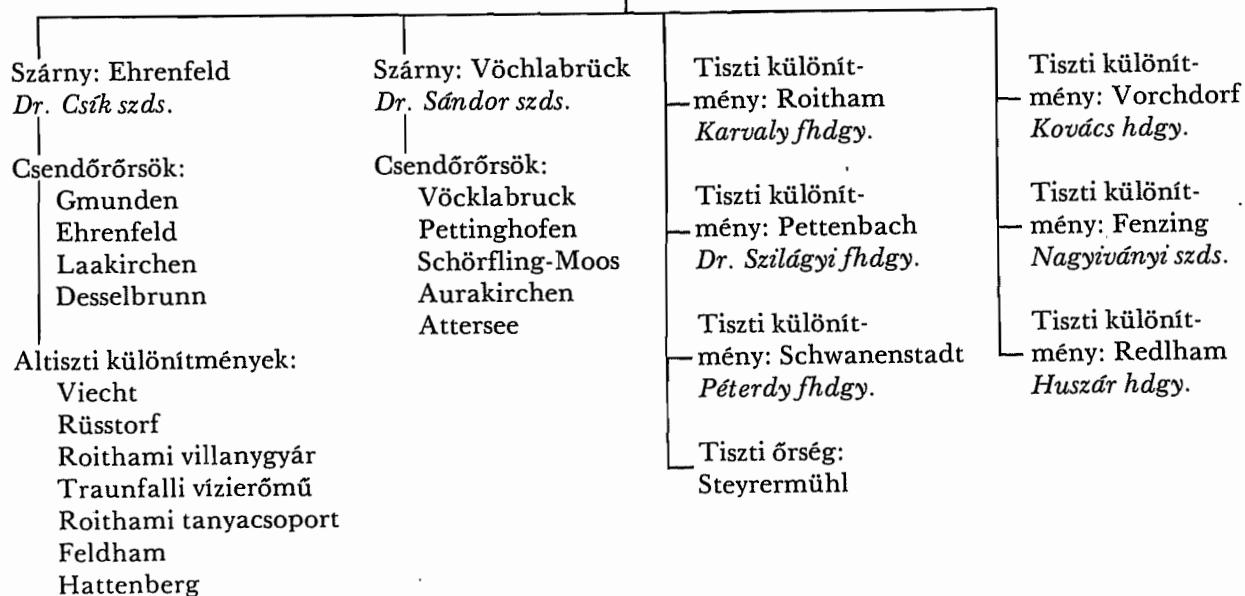 Szárny: Ehrenfeld
Dr. Csík szds.
Csendőrőrsök:
Gmunden
Ehrenfeld
Laakirchen
Desselbrunn
Altiszti különítmények:
Viecht
Rüsstorf
Roithami villanygyár
Traunfalli vízierőmű
Roithami tanyacsoport
Feldham
Hattenberg
Szárny: Vöchlabrück
Dr. Sándor szds.
Csendőrőrsök:
Vöcklabruck
Pettinghofen
Schörfling-Moos
Aurakirchen
Attersee
Tiszti különít-
mény: Roitham
Karvaly fhdgy.
Tiszti különít-
mény: Pettenbach
Dr. Szilágyi fhdgy.
Tiszti különít-
mény: Schwanenstadt
Péterdy fhdgy.
Tiszti őrség:
Steyrermühl
Tiszti különít-
mény: Vorchdorf
Kovács hdgy.
Tiszti különít-
mény: Fenzing
Nagyiványi szds.
Tiszti különít-
mény: Redlham
Huszár hdgy.